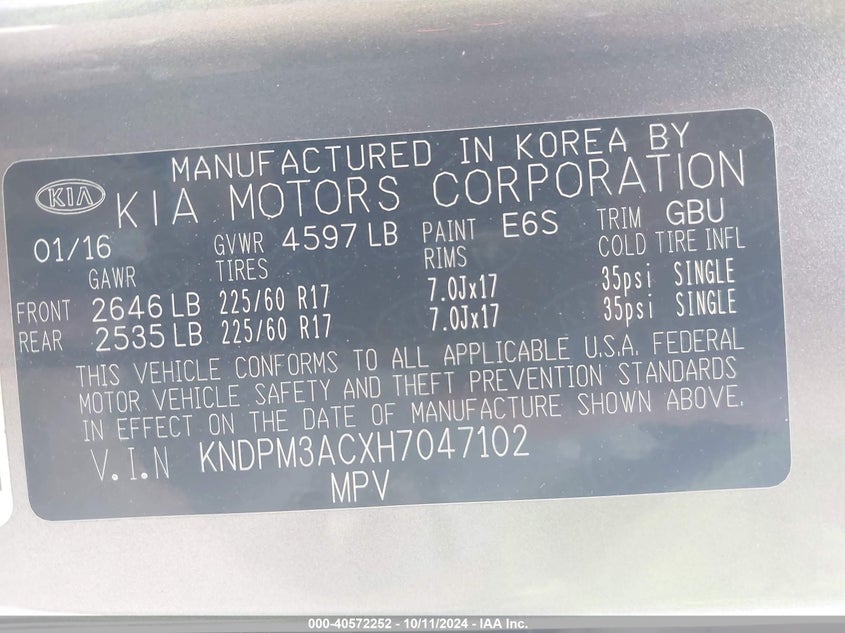 MANUFACTURED IN KOREA BY
KIA KIA MOTORS CORPORATION
01/16 GVWR 4597 LB PAINT E6S TRIM GBU
GAWR TIRES RIMS COLD TIRE INFL
FRONT 2646 LB 225/60 R17 7.0Jx17 35psi SINGLE
REAR 2535 LB 225/60 R17 7.0Jx17 35psi SINGLE
THIS VEHICLE CONFORMS TO ALL APPLICABLE U.S.A. FEDERAL
MOTOR VEHICLE SAFETY AND THEFT PREVENTION STANDARDS
IN EFFECT ON THE DATE OF MANUFACTURE SHOWN ABOVE.
V.I.N KNDPM3ACXH7047102
MPV
000-40572252 - 10/11/2024 - IAA Inc.